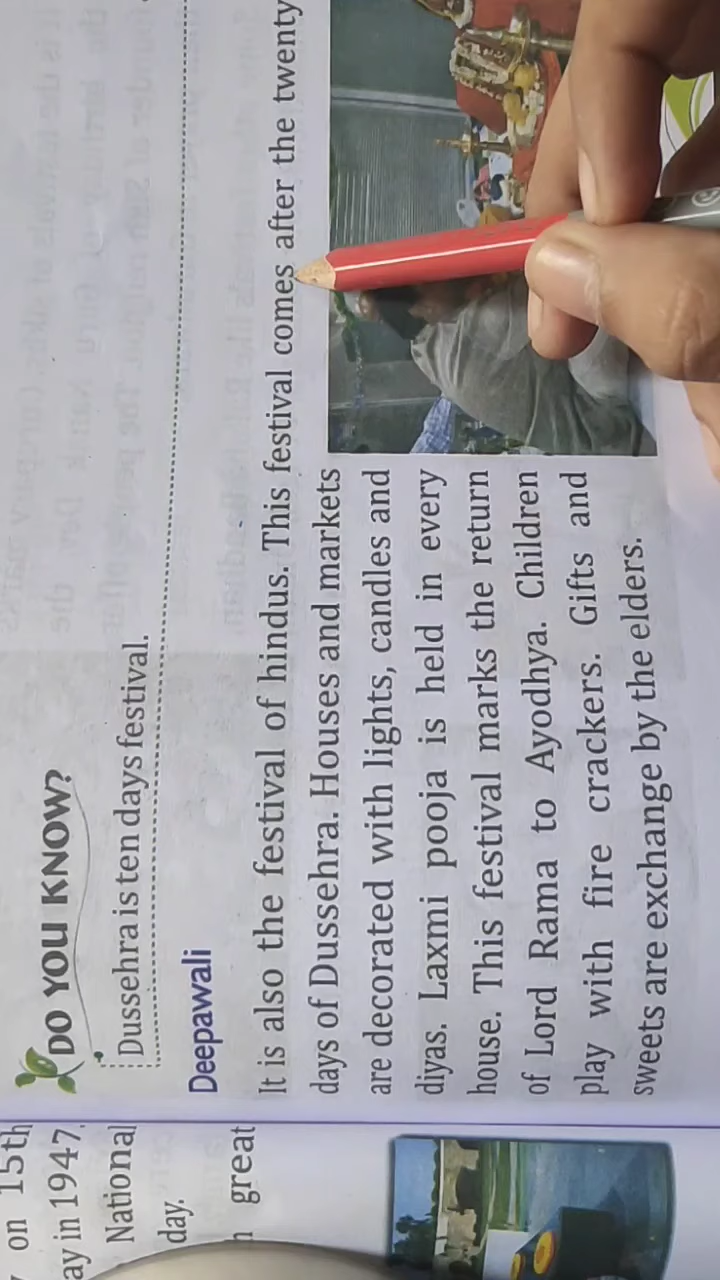 on 15th
ay in 1947.
National
day.
great
DO YOU KNOW?
Dussehra is ten days festival.
Deepawali
It is also the festival of hindus. This festival comes after the twenty
days of Dussehra. Houses and markets
are decorated with lights, candles and
diyas. Laxmi pooja is held in every
house. This festival marks the return
of Lord Rama to Ayodhya. Children
play with fire crackers. Gifts and
sweets are exchange by the elders.